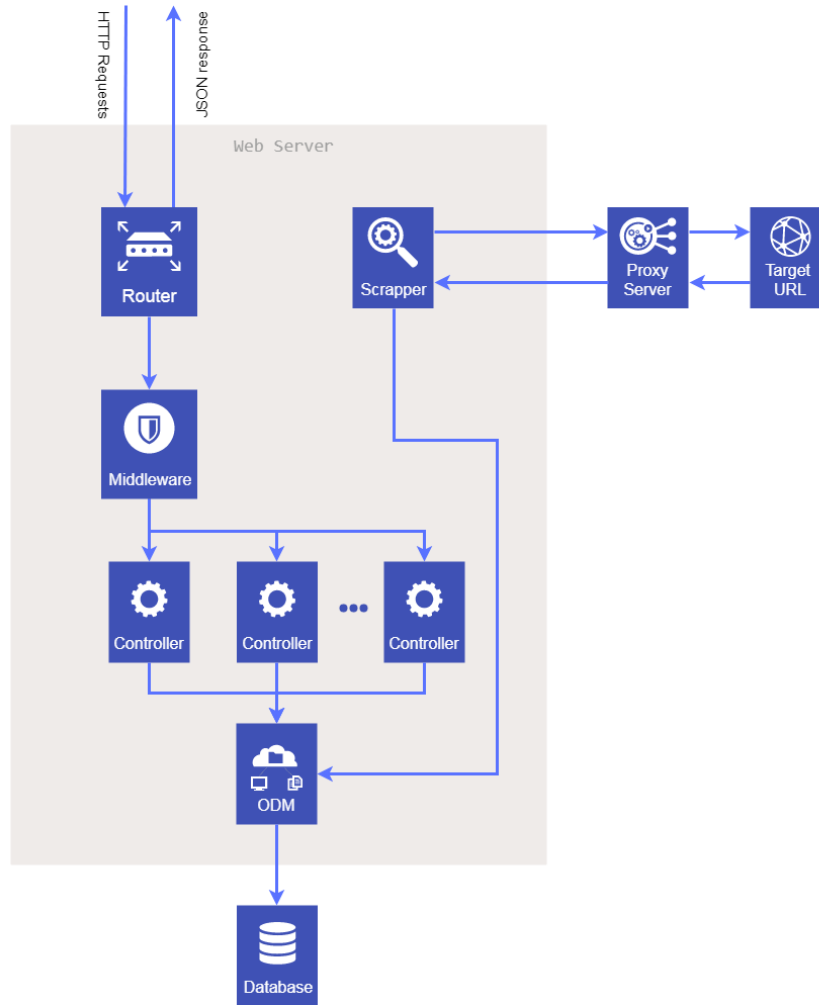 HTTP Requests
JSON response
Web Server
Router
Scrapper
Proxy
Server
Target
URL
Middleware
Controller
Controller
Controller
ODM
Database